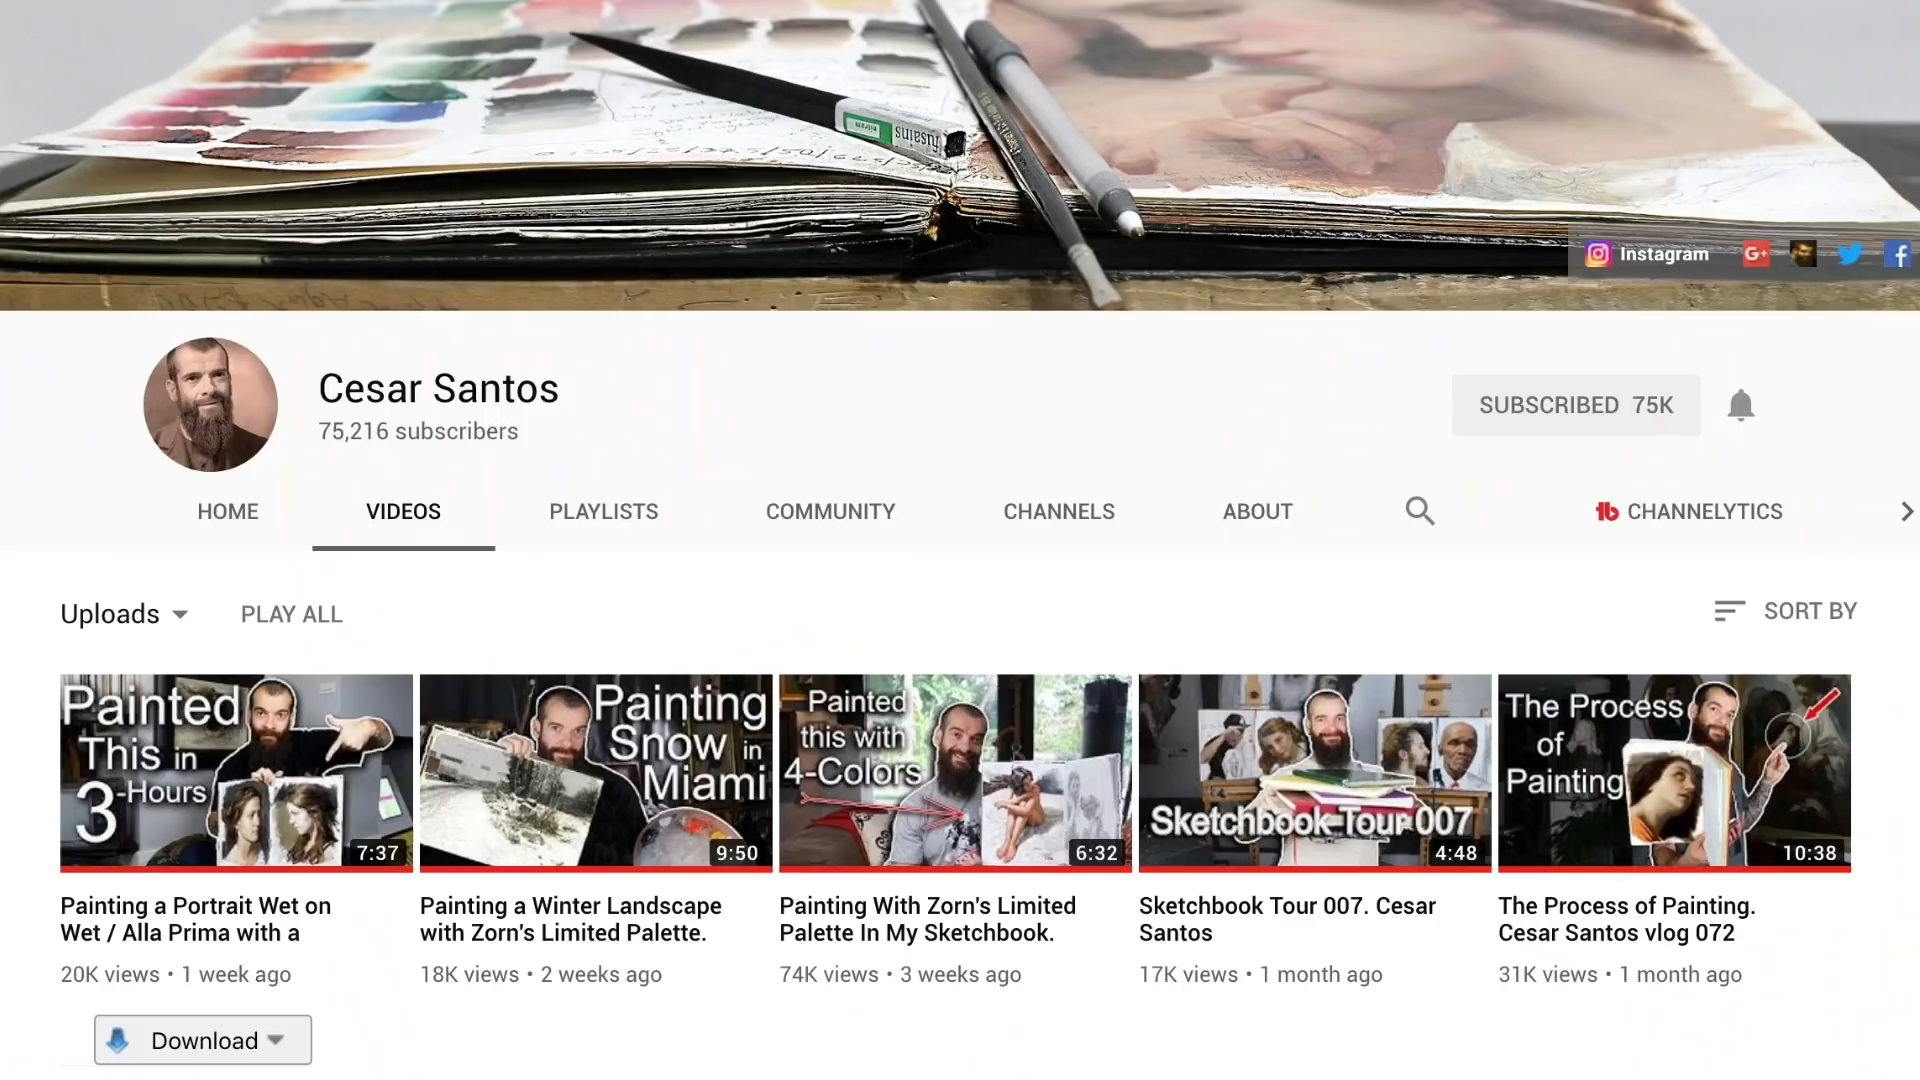 fusains
nitram
Instagram
G+
Cesar Santos
75,216 subscribers
SUBSCRIBED 75K
HOME
VIDEOS
PLAYLISTS
COMMUNITY
CHANNELS
ABOUT
CHANNELYTICS
Uploads
PLAY ALL
SORT BY
Painted
This in
3-Hours
7:37
Painting
Snow in
Miami
9:50
Painted
this with
4-Colors
6:32
Sketchbook Tour 007
4:48
The Process
of
Painting
10:38
Painting a Portrait Wet on
Wet / Alla Prima with a
20K views • 1 week ago
Painting a Winter Landscape
with Zorn's Limited Palette.
18K views • 2 weeks ago
Painting With Zorn's Limited
Palette In My Sketchbook.
74K views • 3 weeks ago
Sketchbook Tour 007. Cesar
Santos
17K views • 1 month ago
The Process of Painting.
Cesar Santos vlog 072
31K views • 1 month ago
Download